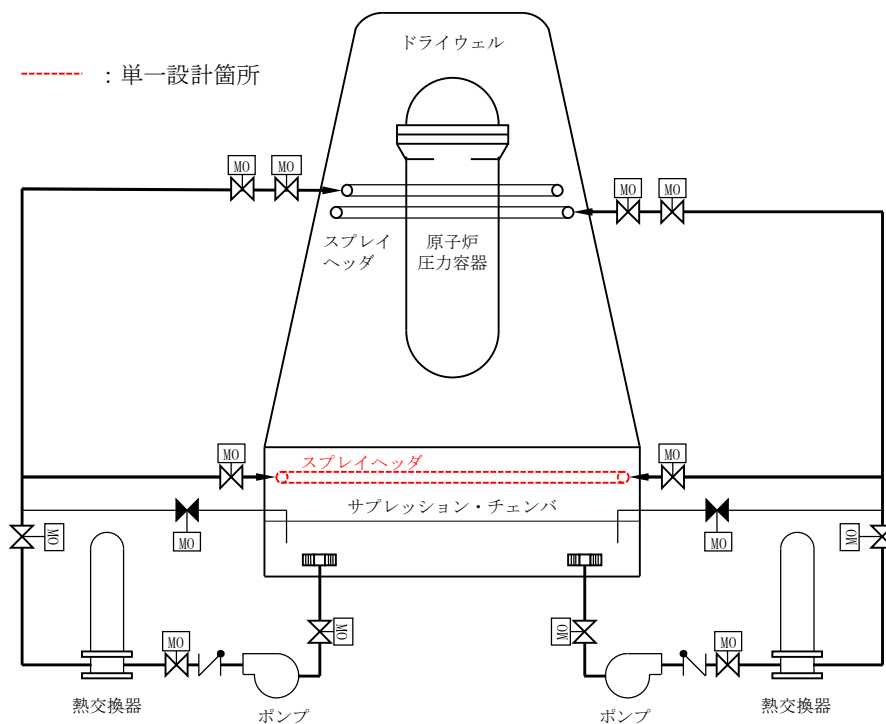 ドライウェル
：単一設計箇所
MO
MO
MO
MO
スプレイ
ヘッダ
原子炉
圧力容器
MO
スプレイヘッダ
MO
サプレッション・チェンバ
MO
MO
MO
MO
MO
MO
MO
MO
熱交換器
ポンプ
ポンプ
熱交換器